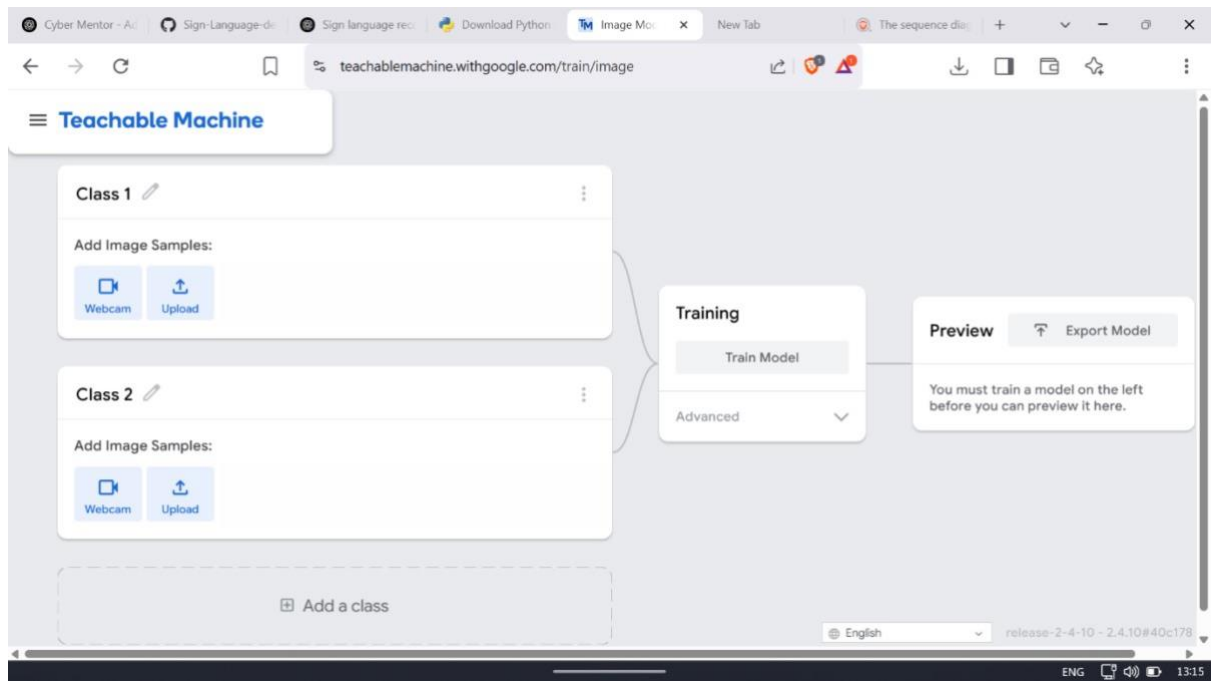 Cyber Mentor - Ad
Sign-Language-de
Sign language rec
Download Python
Image Mod
New Tab
The sequence diag
teachablemachine.withgoogle.com/train/image
Teachable Machine
Class 1
Add Image Samples:
Webcam
Upload
Class 2
Add Image Samples:
Webcam
Upload
Add a class
Training
Train Model
Advanced
Preview
Export Model
You must train a model on the left
before you can preview it here.
English
release-2-4-10 - 2.4.10#40c178
ENG
13:15